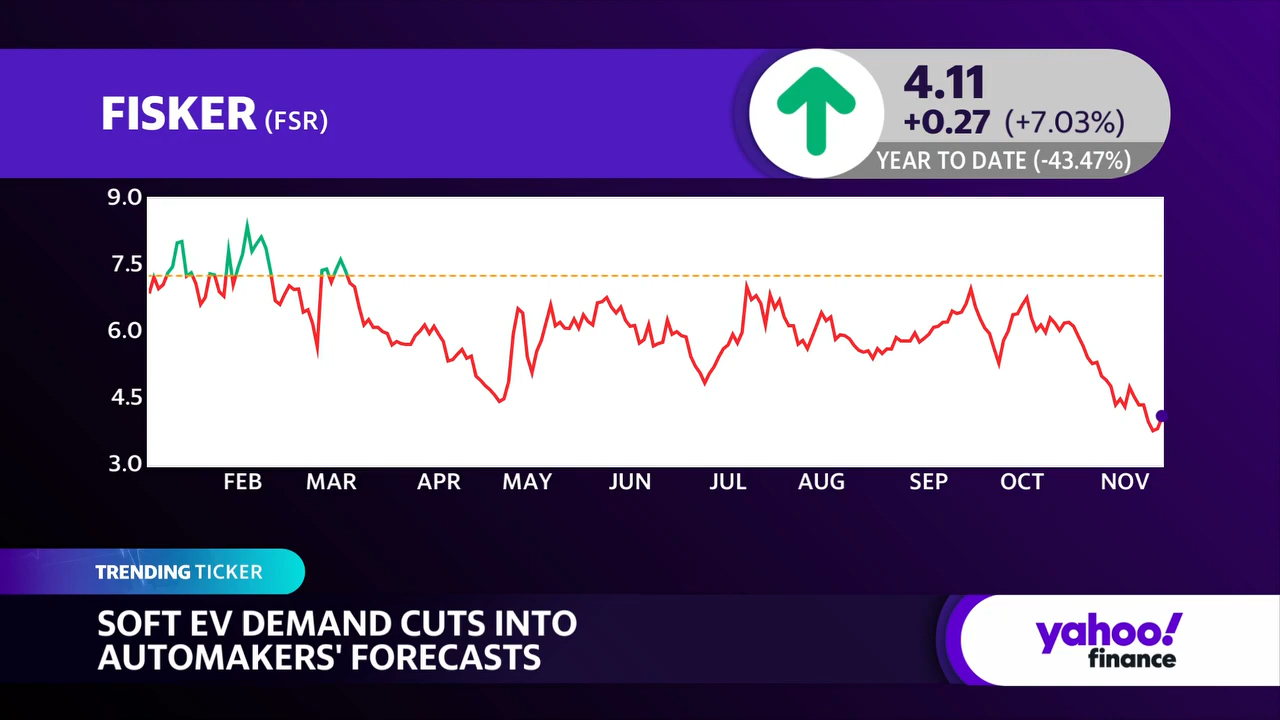 FISKER (FSR)
4.11
+0.27 (+7.03%)
YEAR TO DATE (-43.47%)
9.0
7.5
6.0
4.5
3.0
FEB MAR APR MAY JUN JUL AUG SEP OCT NOV
TRENDING TICKER
SOFT EV DEMAND CUTS INTO
AUTOMAKERS' FORECASTS
yahoo!
finance